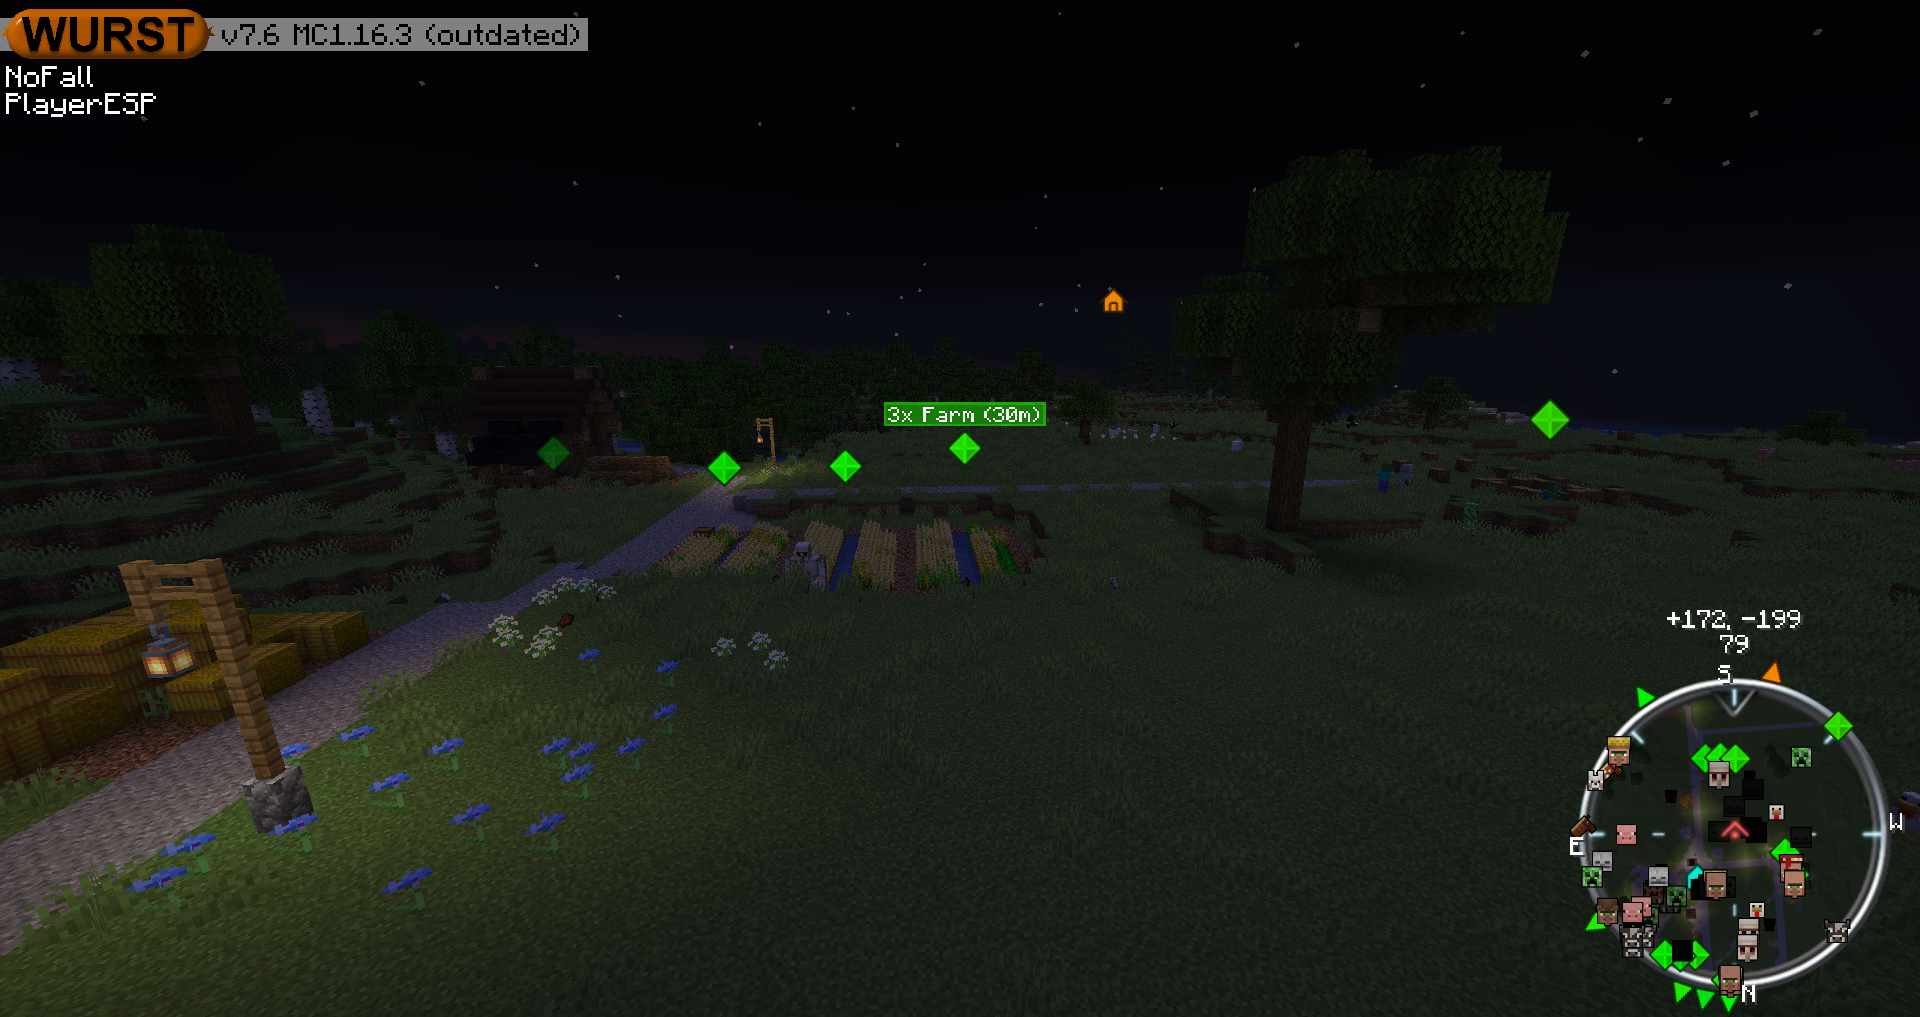 WURST v7.6 MC1.16.3 (outdated)
NoFall
PlayerESP
3x Farm (30m)
+172, -199
79
S
W
E
N